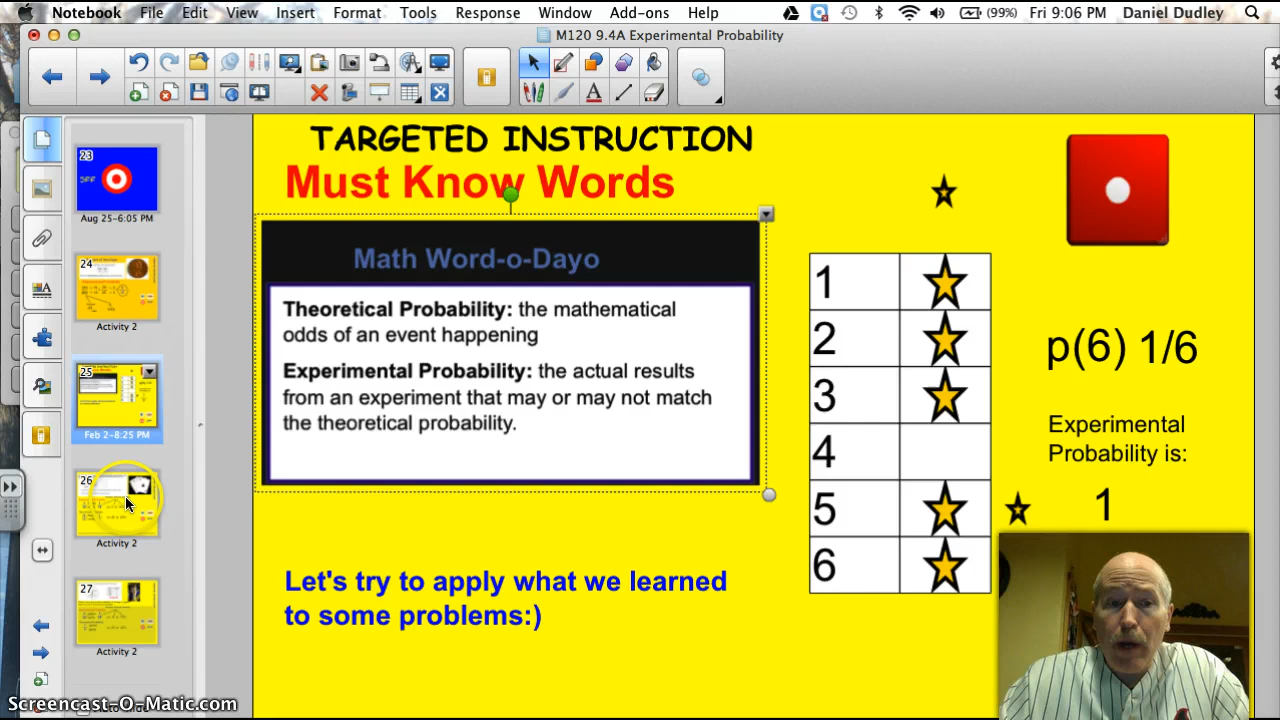 Notebook File Edit View Insert Format Tools Response Window Add-ons Help (99%) Fri 9:06 PM Daniel Dudley
M120 9.4A Experimental Probability
23
Aug 25-6:05 PM
24
Activity 2
25
Feb 2-8:25 PM
26
Activity 2
27
Activity 2
TARGETED INSTRUCTION
Must Know Words
Math Word-o-Dayo
Theoretical Probability: the mathematical
odds of an event happening
Experimental Probability: the actual results
from an experiment that may or may not match
the theoretical probability.
Let's try to apply what we learned
to some problems:)
1
2
3
4
5
6
p(6) 1/6
Experimental
Probability is:
1
Screencast-O-Matic.com